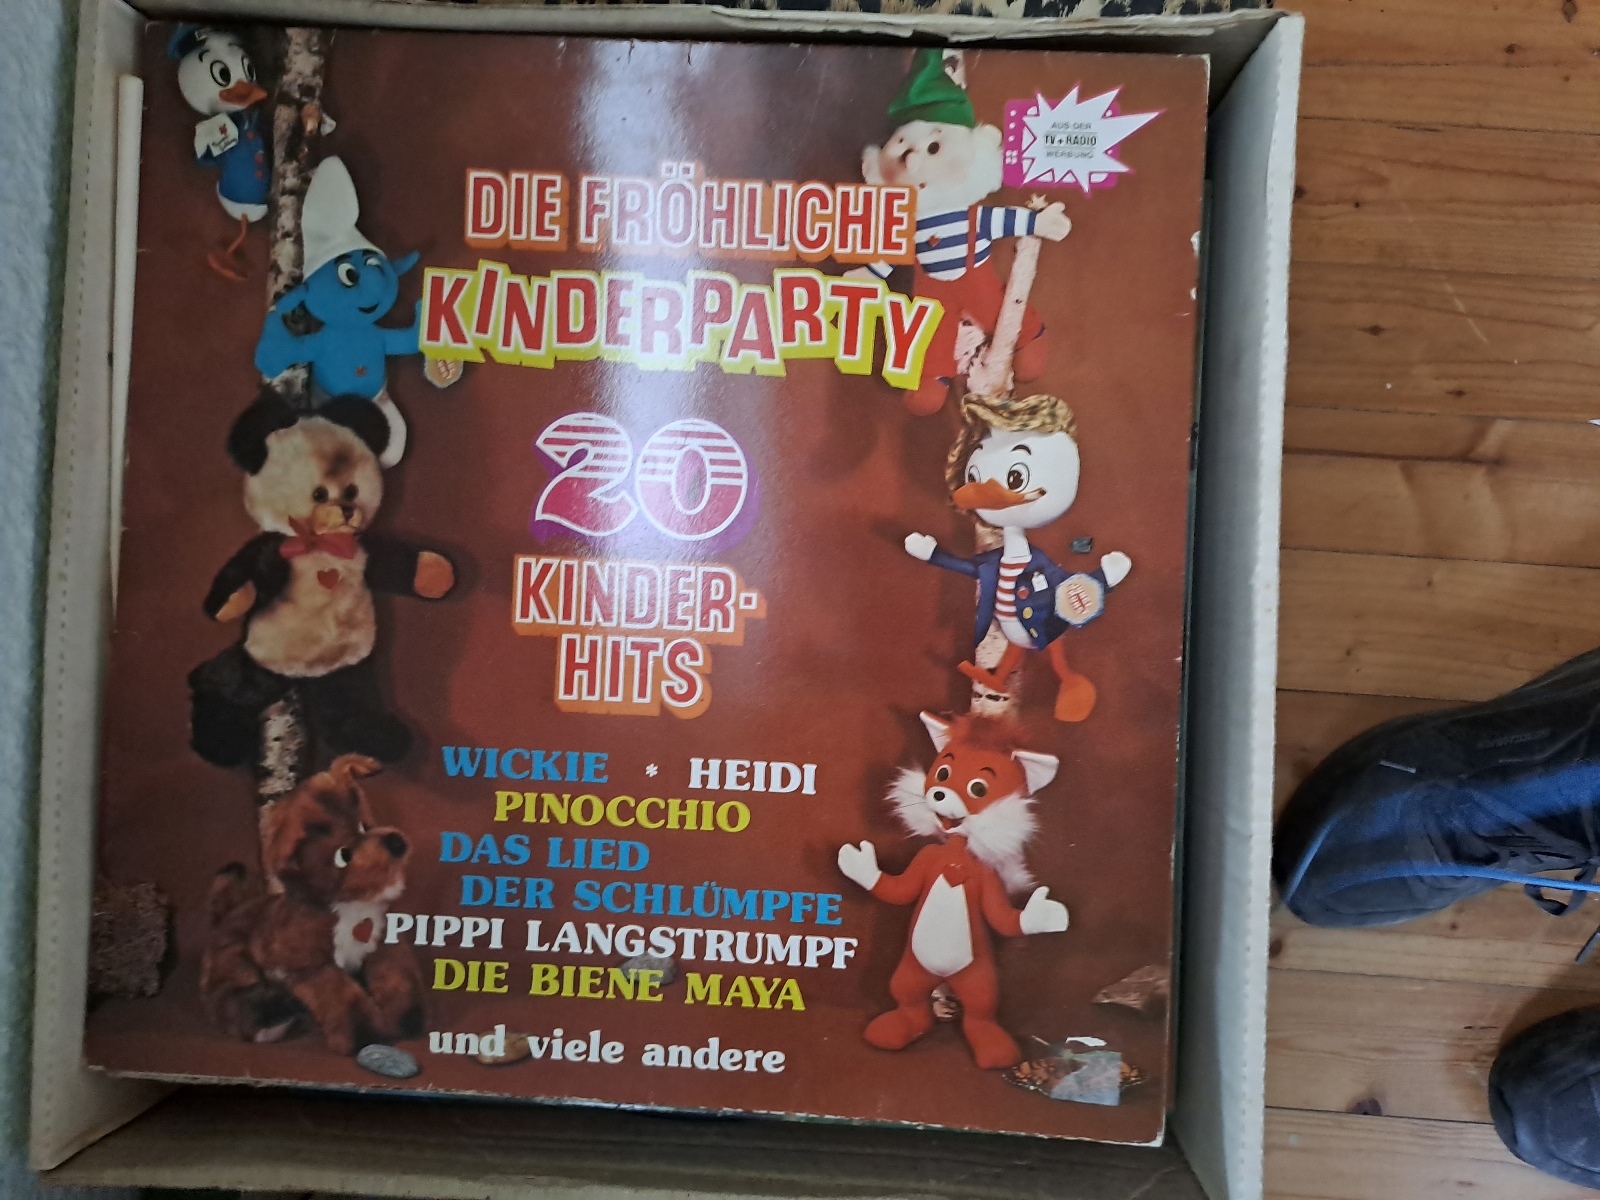 AUS DER
TV + RADIO
WERBUNG
DIE FRÖHLICHE
KINDERPARTY
20
KINDER-
HITS
WICKIE * HEIDI
PINOCCHIO
DAS LIED
DER SCHLÜMPFE
PIPPI LANGSTRUMPF
DIE BIENE MAYA
und viele andere